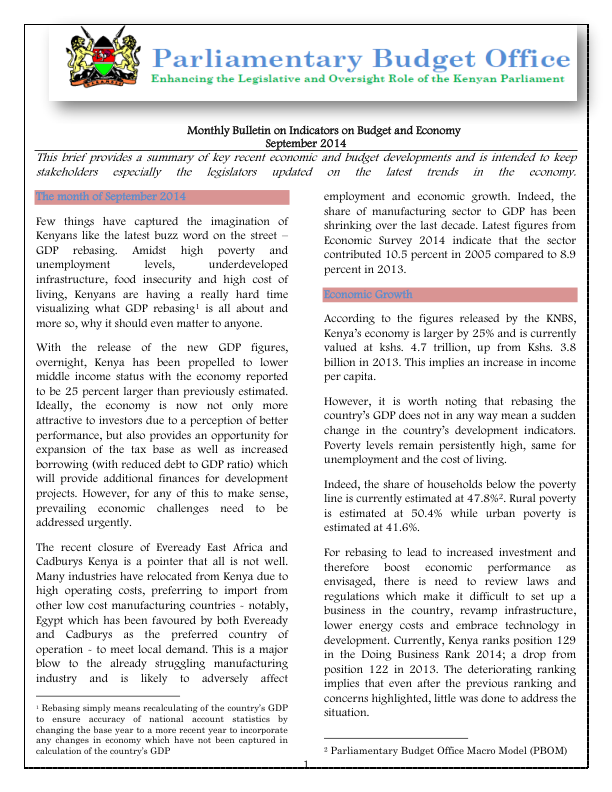 Parliamentary Budget Office
Enhancing the Legislative and Oversight Role of the Kenyan Parliament
Monthly Bulletin on Indicators on Budget and Economy
September 2014
This brief provides a summary of key recent economic and budget developments and is intended to keep
stakeholders especially the legislators updated on the latest trends in the economy.
The month of September 2014
Few things have captured the imagination of
Kenyans like the latest buzz word on the street –
GDP rebasing. Amidst high poverty and
unemployment levels, underdeveloped
infrastructure, food insecurity and high cost of
living, Kenyans are having a really hard time
visualizing what GDP rebasing¹ is all about and
more so, why it should even matter to anyone.
With the release of the new GDP figures,
overnight, Kenya has been propelled to lower
middle income status with the economy reported
to be 25 percent larger than previously estimated.
Ideally, the economy is now not only more
attractive to investors due to a perception of better
performance, but also provides an opportunity for
expansion of the tax base as well as increased
borrowing (with reduced debt to GDP ratio) which
will provide additional finances for development
projects. However, for any of this to make sense,
prevailing economic challenges need to be
addressed urgently.
The recent closure of Eveready East Africa and
Cadburys Kenya is a pointer that all is not well.
Many industries have relocated from Kenya due to
high operating costs, preferring to import from
other low cost manufacturing countries - notably,
Egypt which has been favoured by both Eveready
and Cadburys as the preferred country of
operation - to meet local demand. This is a major
blow to the already struggling manufacturing
industry and is likely to adversely affect
¹ Rebasing simply means recalculating of the country's GDP
to ensure accuracy of national account statistics by
changing the base year to a more recent year to incorporate
any changes in economy which have not been captured in
calculation of the country's GDP
employment and economic growth. Indeed, the
share of manufacturing sector to GDP has been
shrinking over the last decade. Latest figures from
Economic Survey 2014 indicate that the sector
contributed 10.5 percent in 2005 compared to 8.9
percent in 2013.
Economic Growth
According to the figures released by the KNBS,
Kenya's economy is larger by 25% and is currently
valued at kshs. 4.7 trillion, up from Kshs. 3.8
billion in 2013. This implies an increase in income
per capita.
However, it is worth noting that rebasing the
country's GDP does not in any way mean a sudden
change in the country's development indicators.
Poverty levels remain persistently high, same for
unemployment and the cost of living.
Indeed, the share of households below the poverty
line is currently estimated at 47.8%². Rural poverty
is estimated at 50.4% while urban poverty is
estimated at 41.6%.
For rebasing to lead to increased investment and
therefore boost economic performance as
envisaged, there is need to review laws and
regulations which make it difficult to set up a
business in the country, revamp infrastructure,
lower energy costs and embrace technology in
development. Currently, Kenya ranks position 129
in the Doing Business Rank 2014; a drop from
position 122 in 2013. The deteriorating ranking
implies that even after the previous ranking and
concerns highlighted, little was done to address the
situation.
² Parliamentary Budget Office Macro Model (PBOM)
1